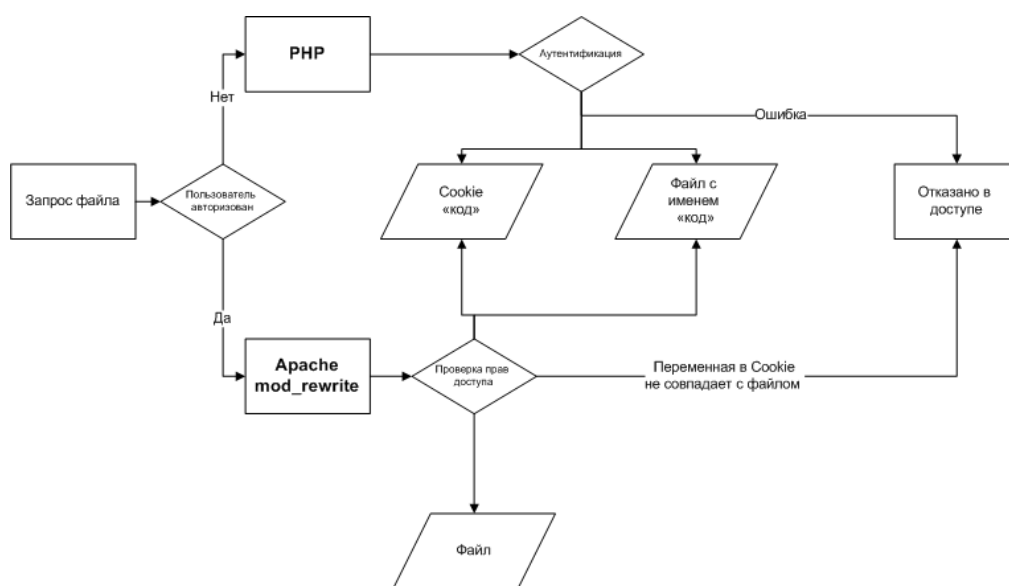 PHP
Аутентификация
Нет
Ошибка
Запрос файла
Пользователь
авторизован
Cookie
«код»
Файл с
именем
«код»
Отказано в
доступе
Да
Apache
mod_rewrite
Проверка прав
доступа
Переменная в Cookie
не совпадает с файлом
Файл